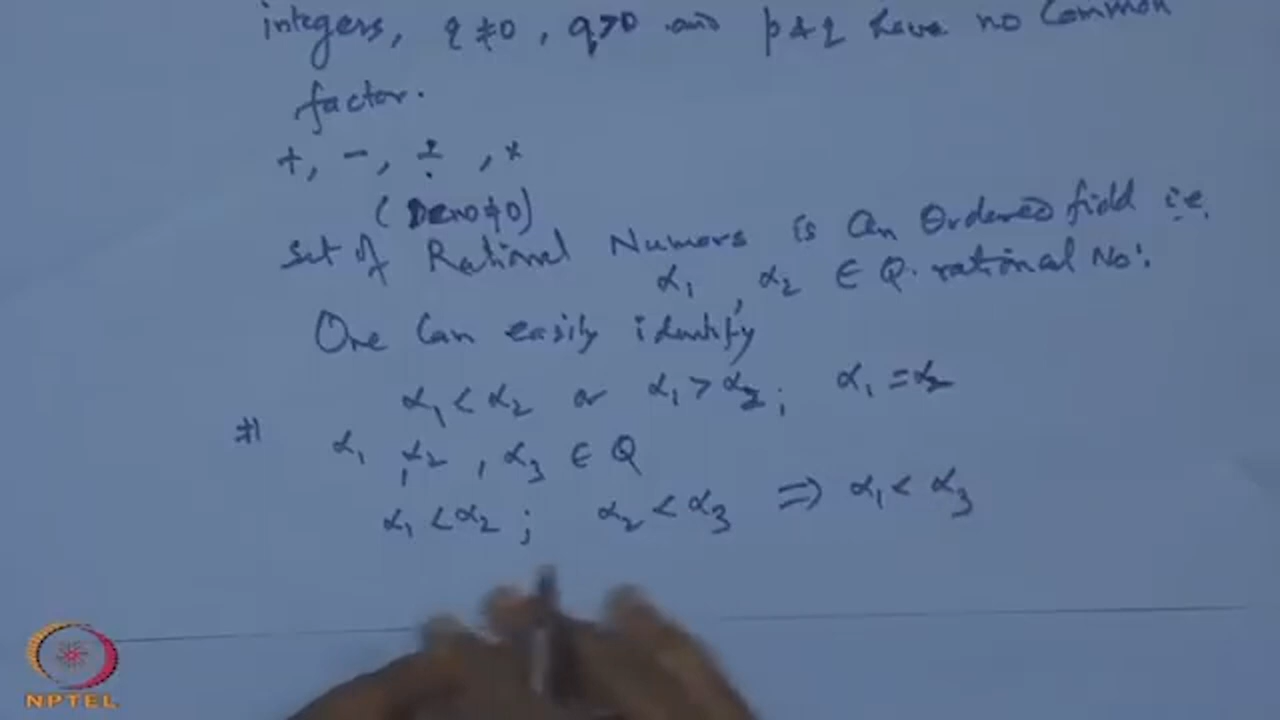 integers, q ≠ 0, q > 0 and p & q have no Common
factor.
+, -, ÷, ×
(Deno ≠ 0)
Set of Rational Numers is an Ordered field i.e.
α₁, α₂ ∈ Q. rational No:
One Can easily identify
α₁ < α₂ or α₁ > α₂; α₁ = α₂
α₁, α₂, α₃ ∈ Q
α₁ < α₂; α₂ < α₃ ⇒ α₁ < α₃
NPTEL